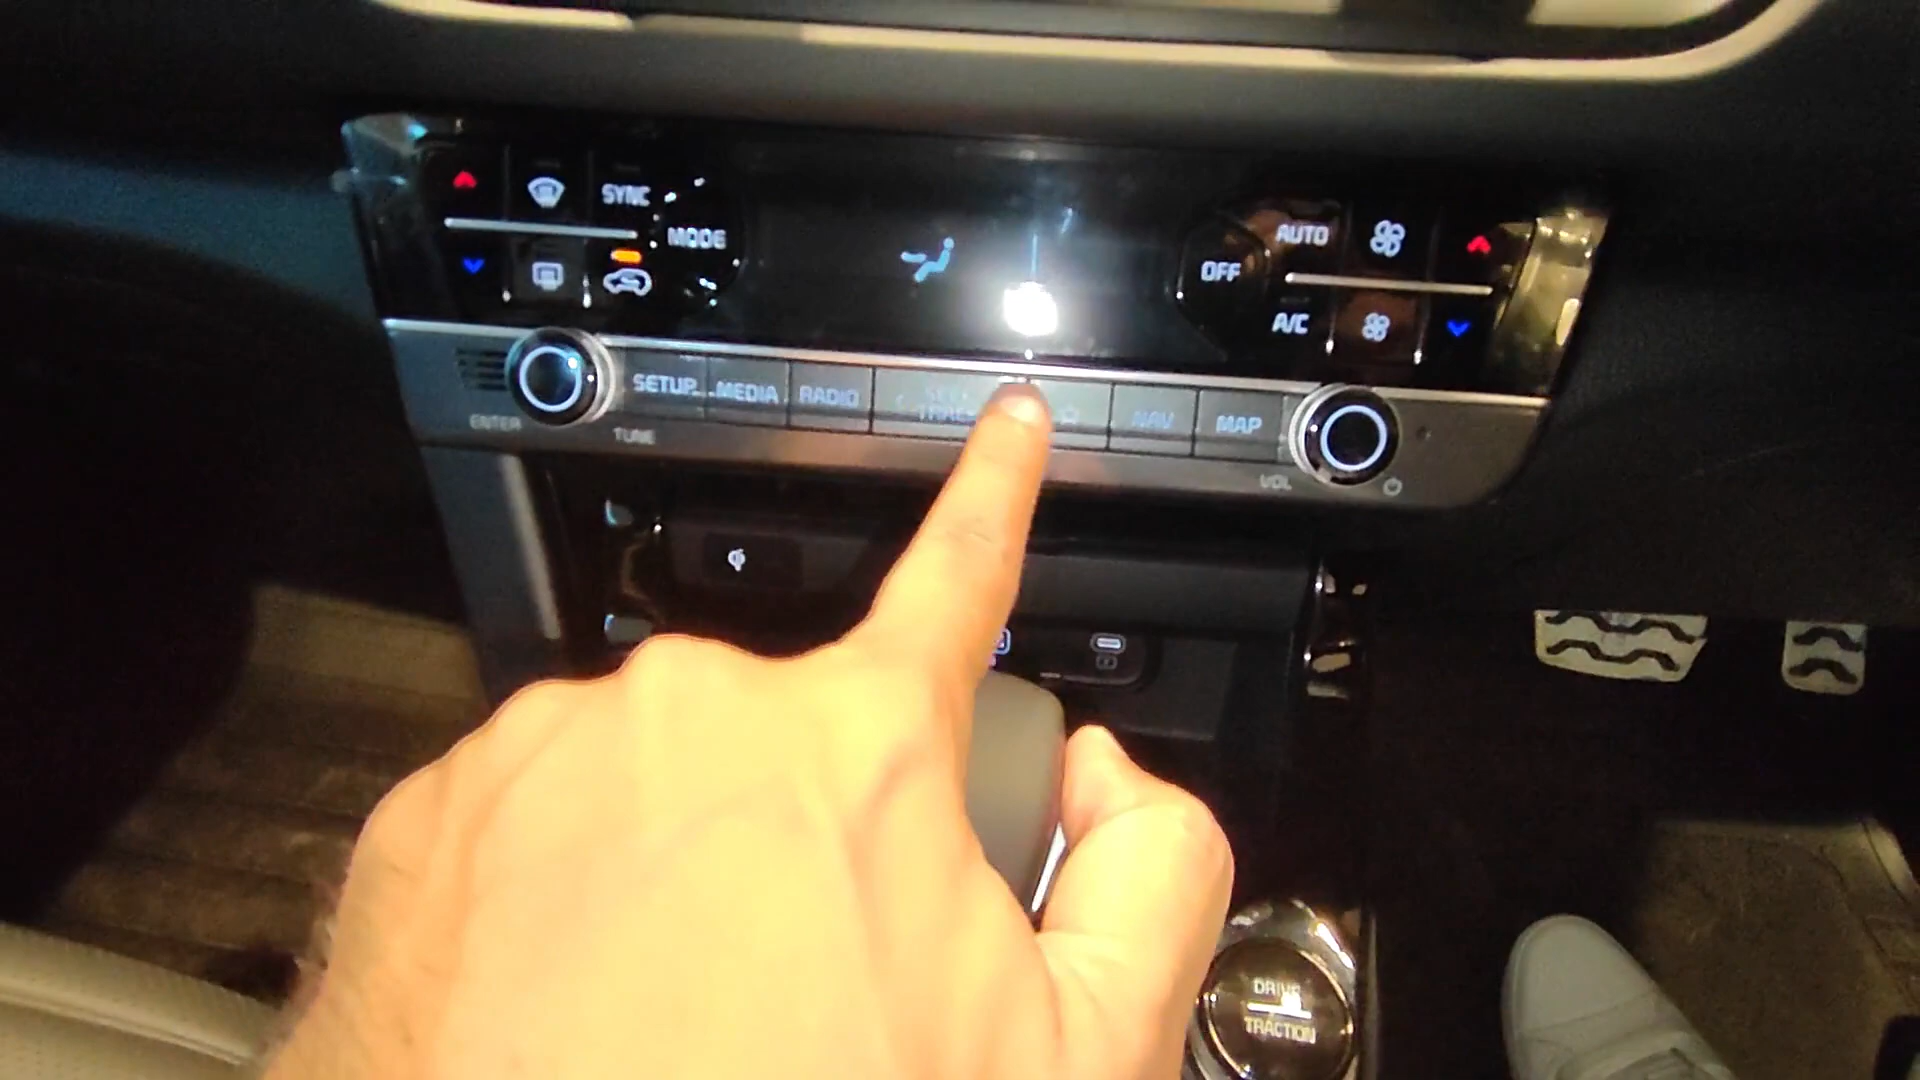 SYNC
MODE
AUTO
OFF
A/C
SETUP
MEDIA
RADIO
NAV
MAP
ENTER
TUNE
VOL
DRIVE
TRACTION